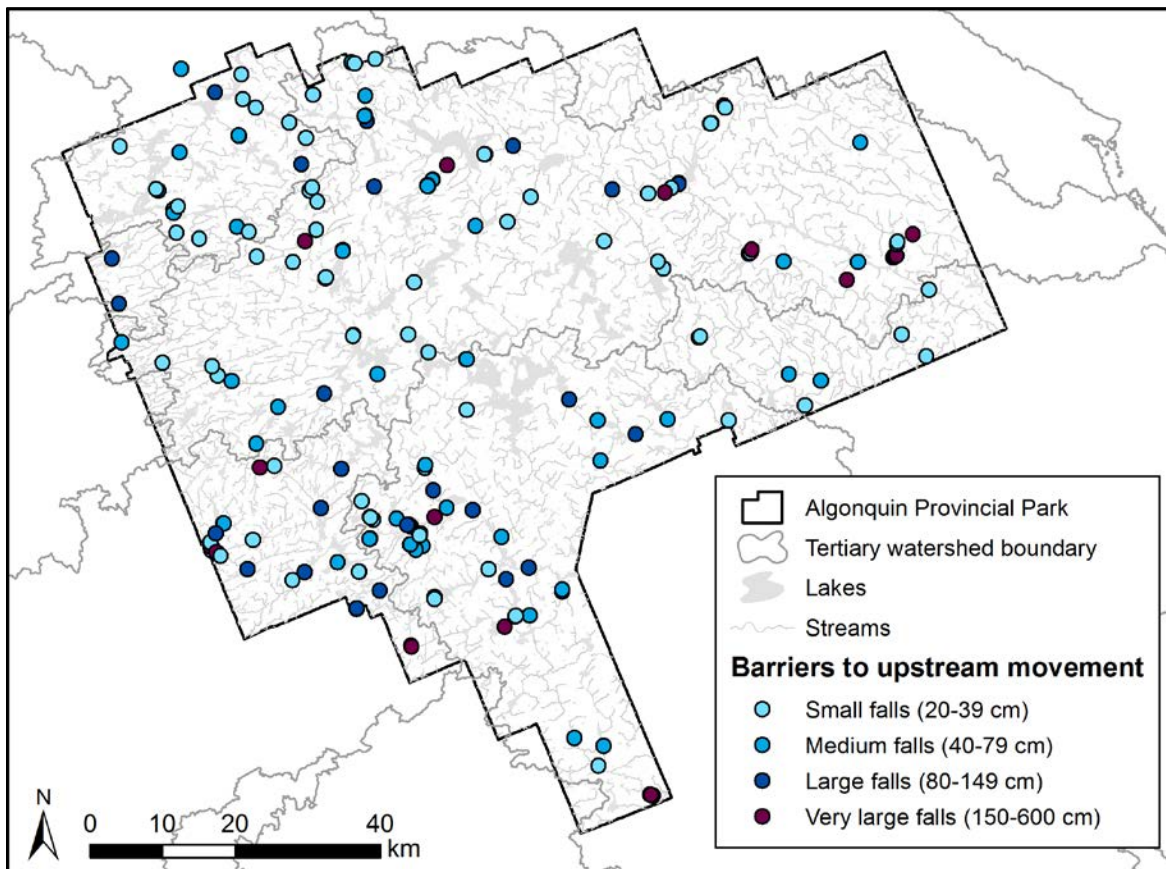 Algonquin Provincial Park
Tertiary watershed boundary
Lakes
Streams
Barriers to upstream movement
Small falls (20-39 cm)
Medium falls (40-79 cm)
Large falls (80-149 cm)
Very large falls (150-600 cm)
N
0 10 20 40
km